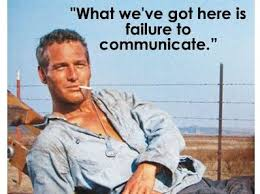 "What we've got here is
failure to
communicate.”